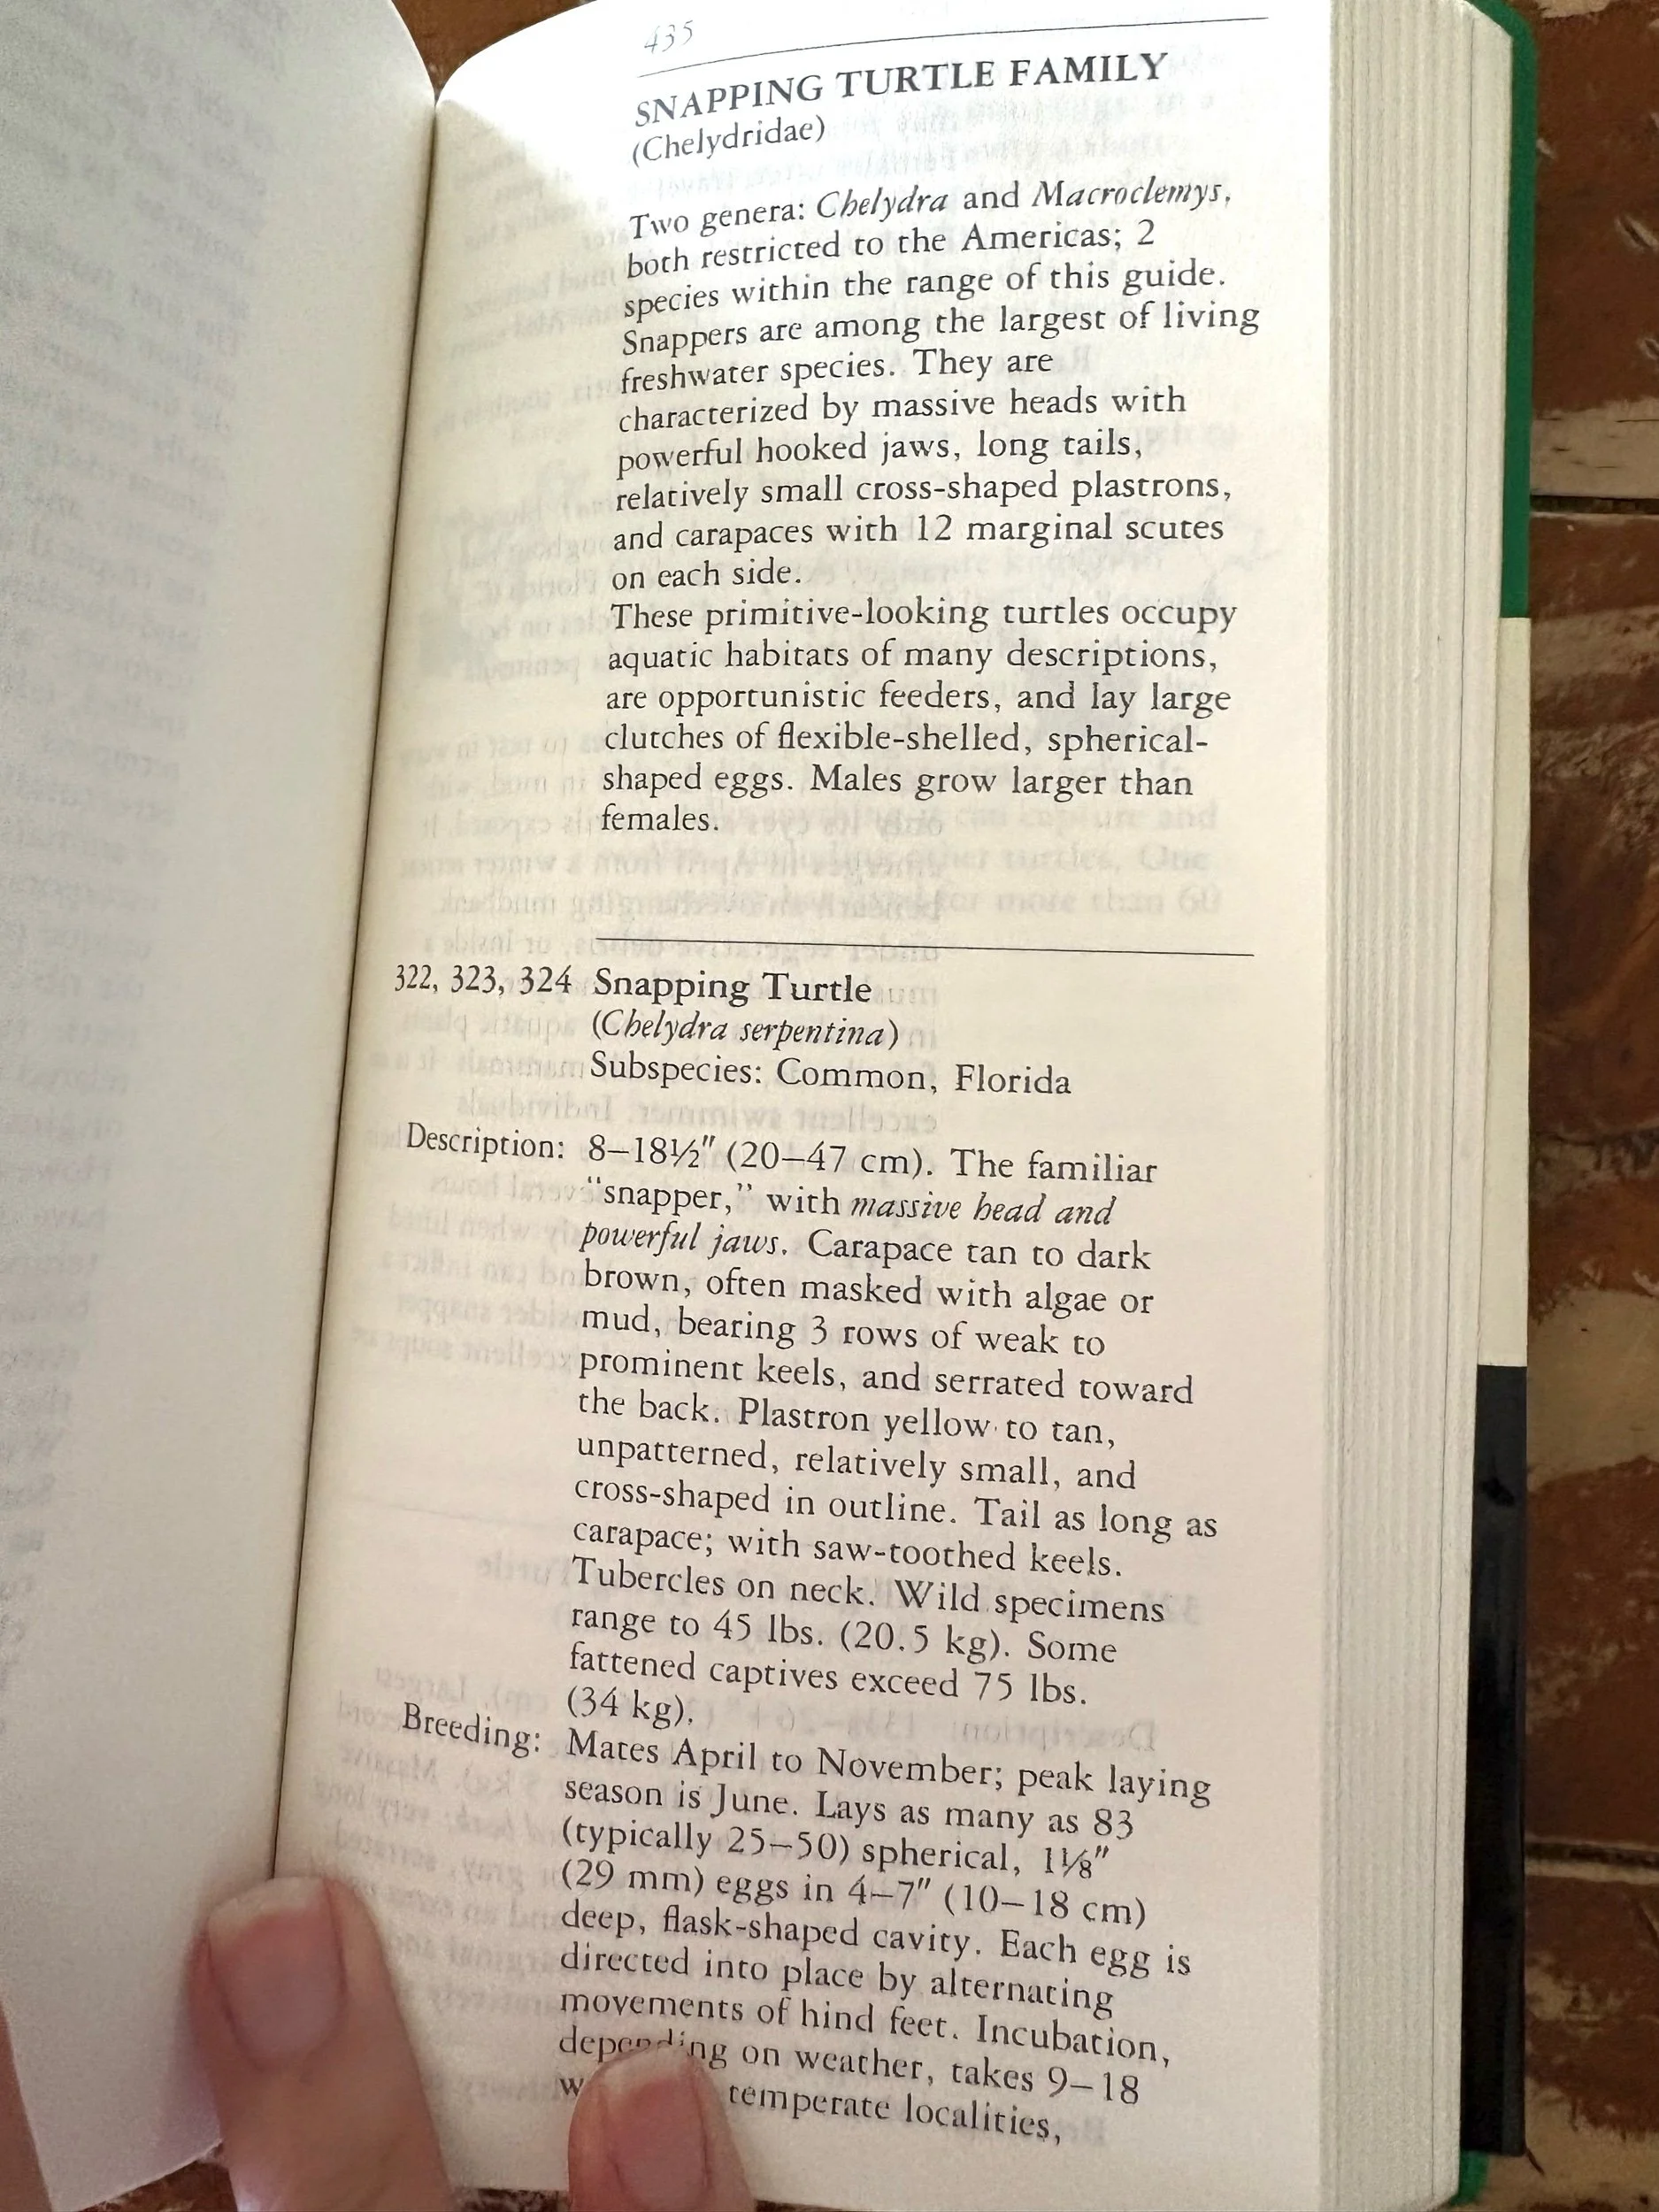 435
SNAPPING TURTLE FAMILY
(Chelydridae)
Two genera: Chelydra and Macroclemys,
both restricted to the Americas; 2
species within the range of this guide.
Snappers are among the largest of living
freshwater species. They are
characterized by massive heads with
powerful hooked jaws, long tails,
relatively small cross-shaped plastrons,
and carapaces with 12 marginal scutes
on each side.
These primitive-looking turtles occupy
aquatic habitats of many descriptions,
are opportunistic feeders, and lay large
clutches of flexible-shelled, spherical-
shaped eggs. Males grow larger than
females.
322, 323, 324 Snapping Turtle
(Chelydra serpentina)
Subspecies: Common, Florida
Description: 8–18½" (20–47 cm). The familiar
"snapper," with massive head and
powerful jaws. Carapace tan to dark
brown, often masked with algae or
mud, bearing 3 rows of weak to
prominent keels, and serrated toward
the back. Plastron yellow to tan,
unpatterned, relatively small, and
cross-shaped in outline. Tail as long as
carapace; with saw-toothed keels.
Tubercles on neck. Wild specimens
range to 45 lbs. (20.5 kg). Some
fattened captives exceed 75 lbs.
(34 kg).
Breeding: Mates April to November; peak laying
season is June. Lays as many as 83
(typically 25–50) spherical, 1⅛"
(29 mm) eggs in 4–7" (10–18 cm)
deep, flask-shaped cavity. Each egg is
directed into place by alternating
movements of hind feet. Incubation,
depending on weather, takes 9–18
temperate localities,